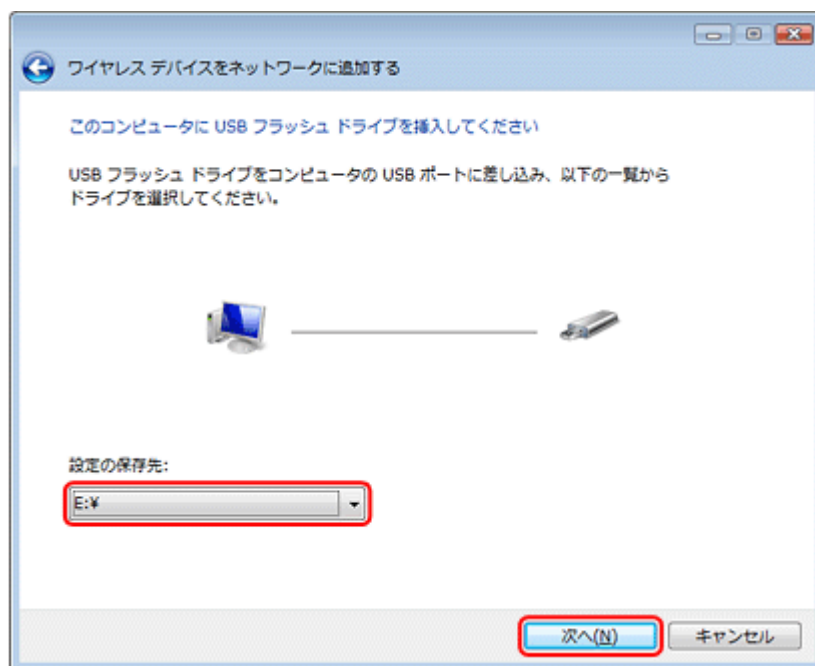 ワイヤレス デバイスをネットワークに追加する
このコンピュータに USB フラッシュ ドライブを挿入してください
USB フラッシュ ドライブをコンピュータの USB ポートに差し込み、以下の一覧から
ドライブを選択してください。
設定の保存先:
E:¥
次へ(N)
キャンセル